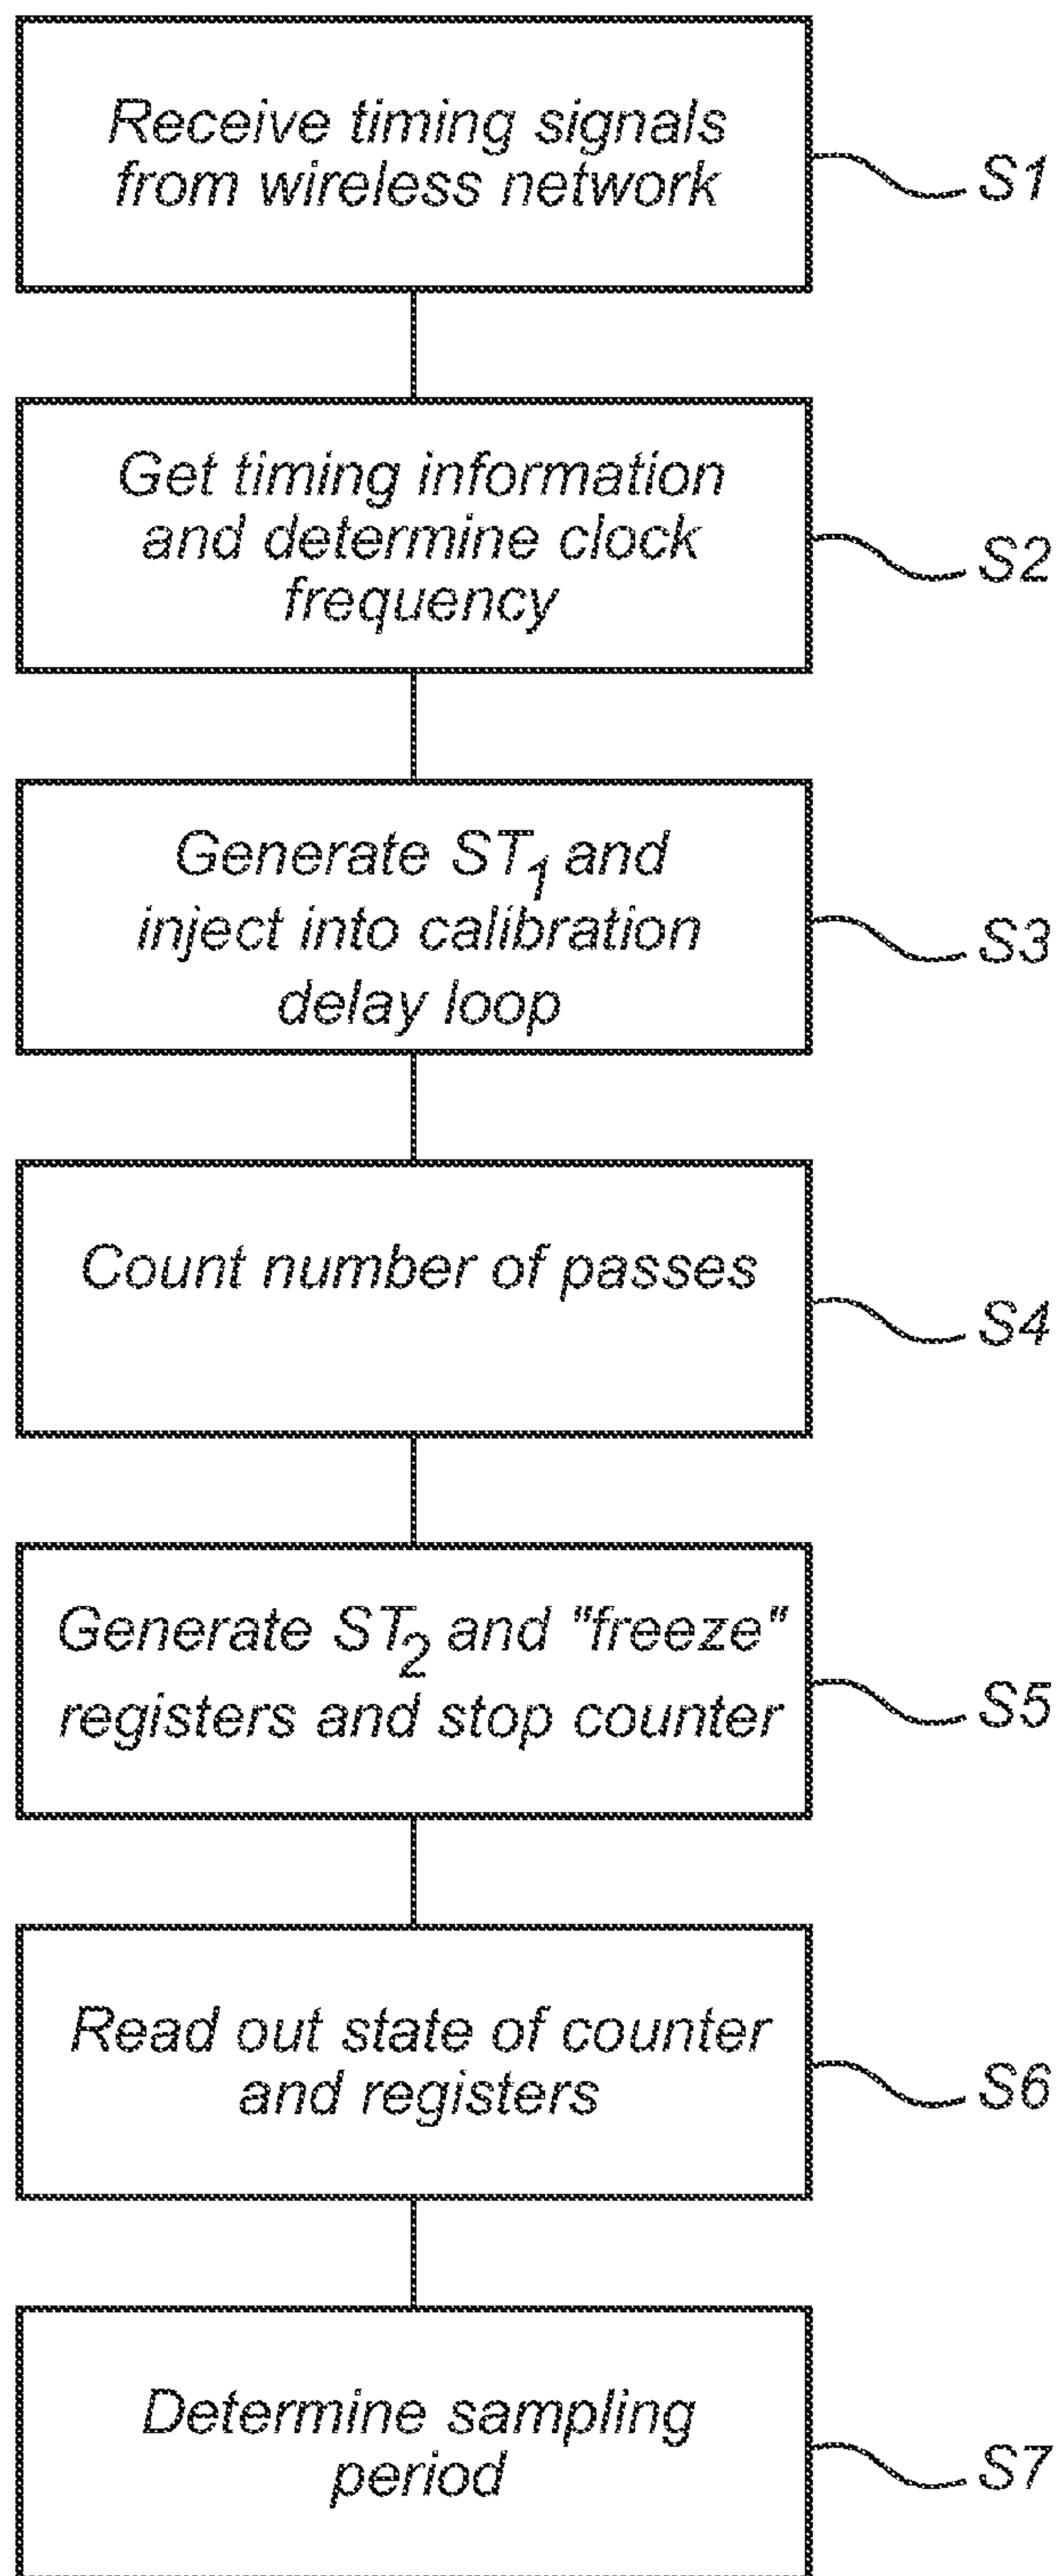 Receive timing signals
from wireless network
S1
Get timing information
and determine clock
frequency
S2
Generate ST1 and
inject into calibration
delay loop
S3
Count number of passes
S4
Generate ST2 and "freeze"
registers and stop counter
S5
Read out state of counter
and registers
S6
Determine sampling
period
S7